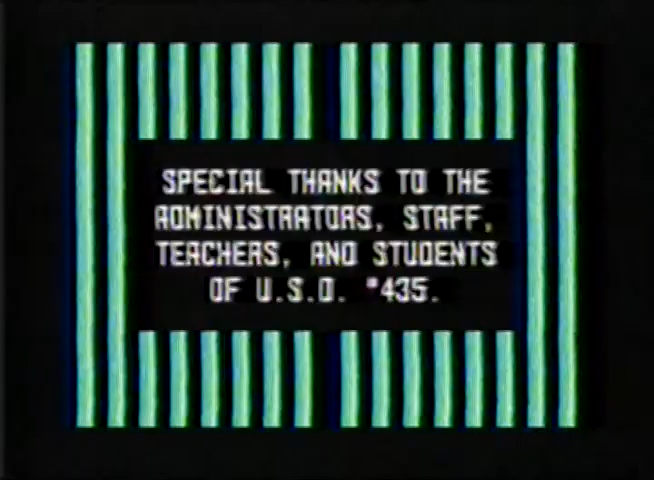 SPECIAL THANKS TO THE
ADMINISTRATORS, STAFF,
TEACHERS, AND STUDENTS
OF U.S.D. #435.